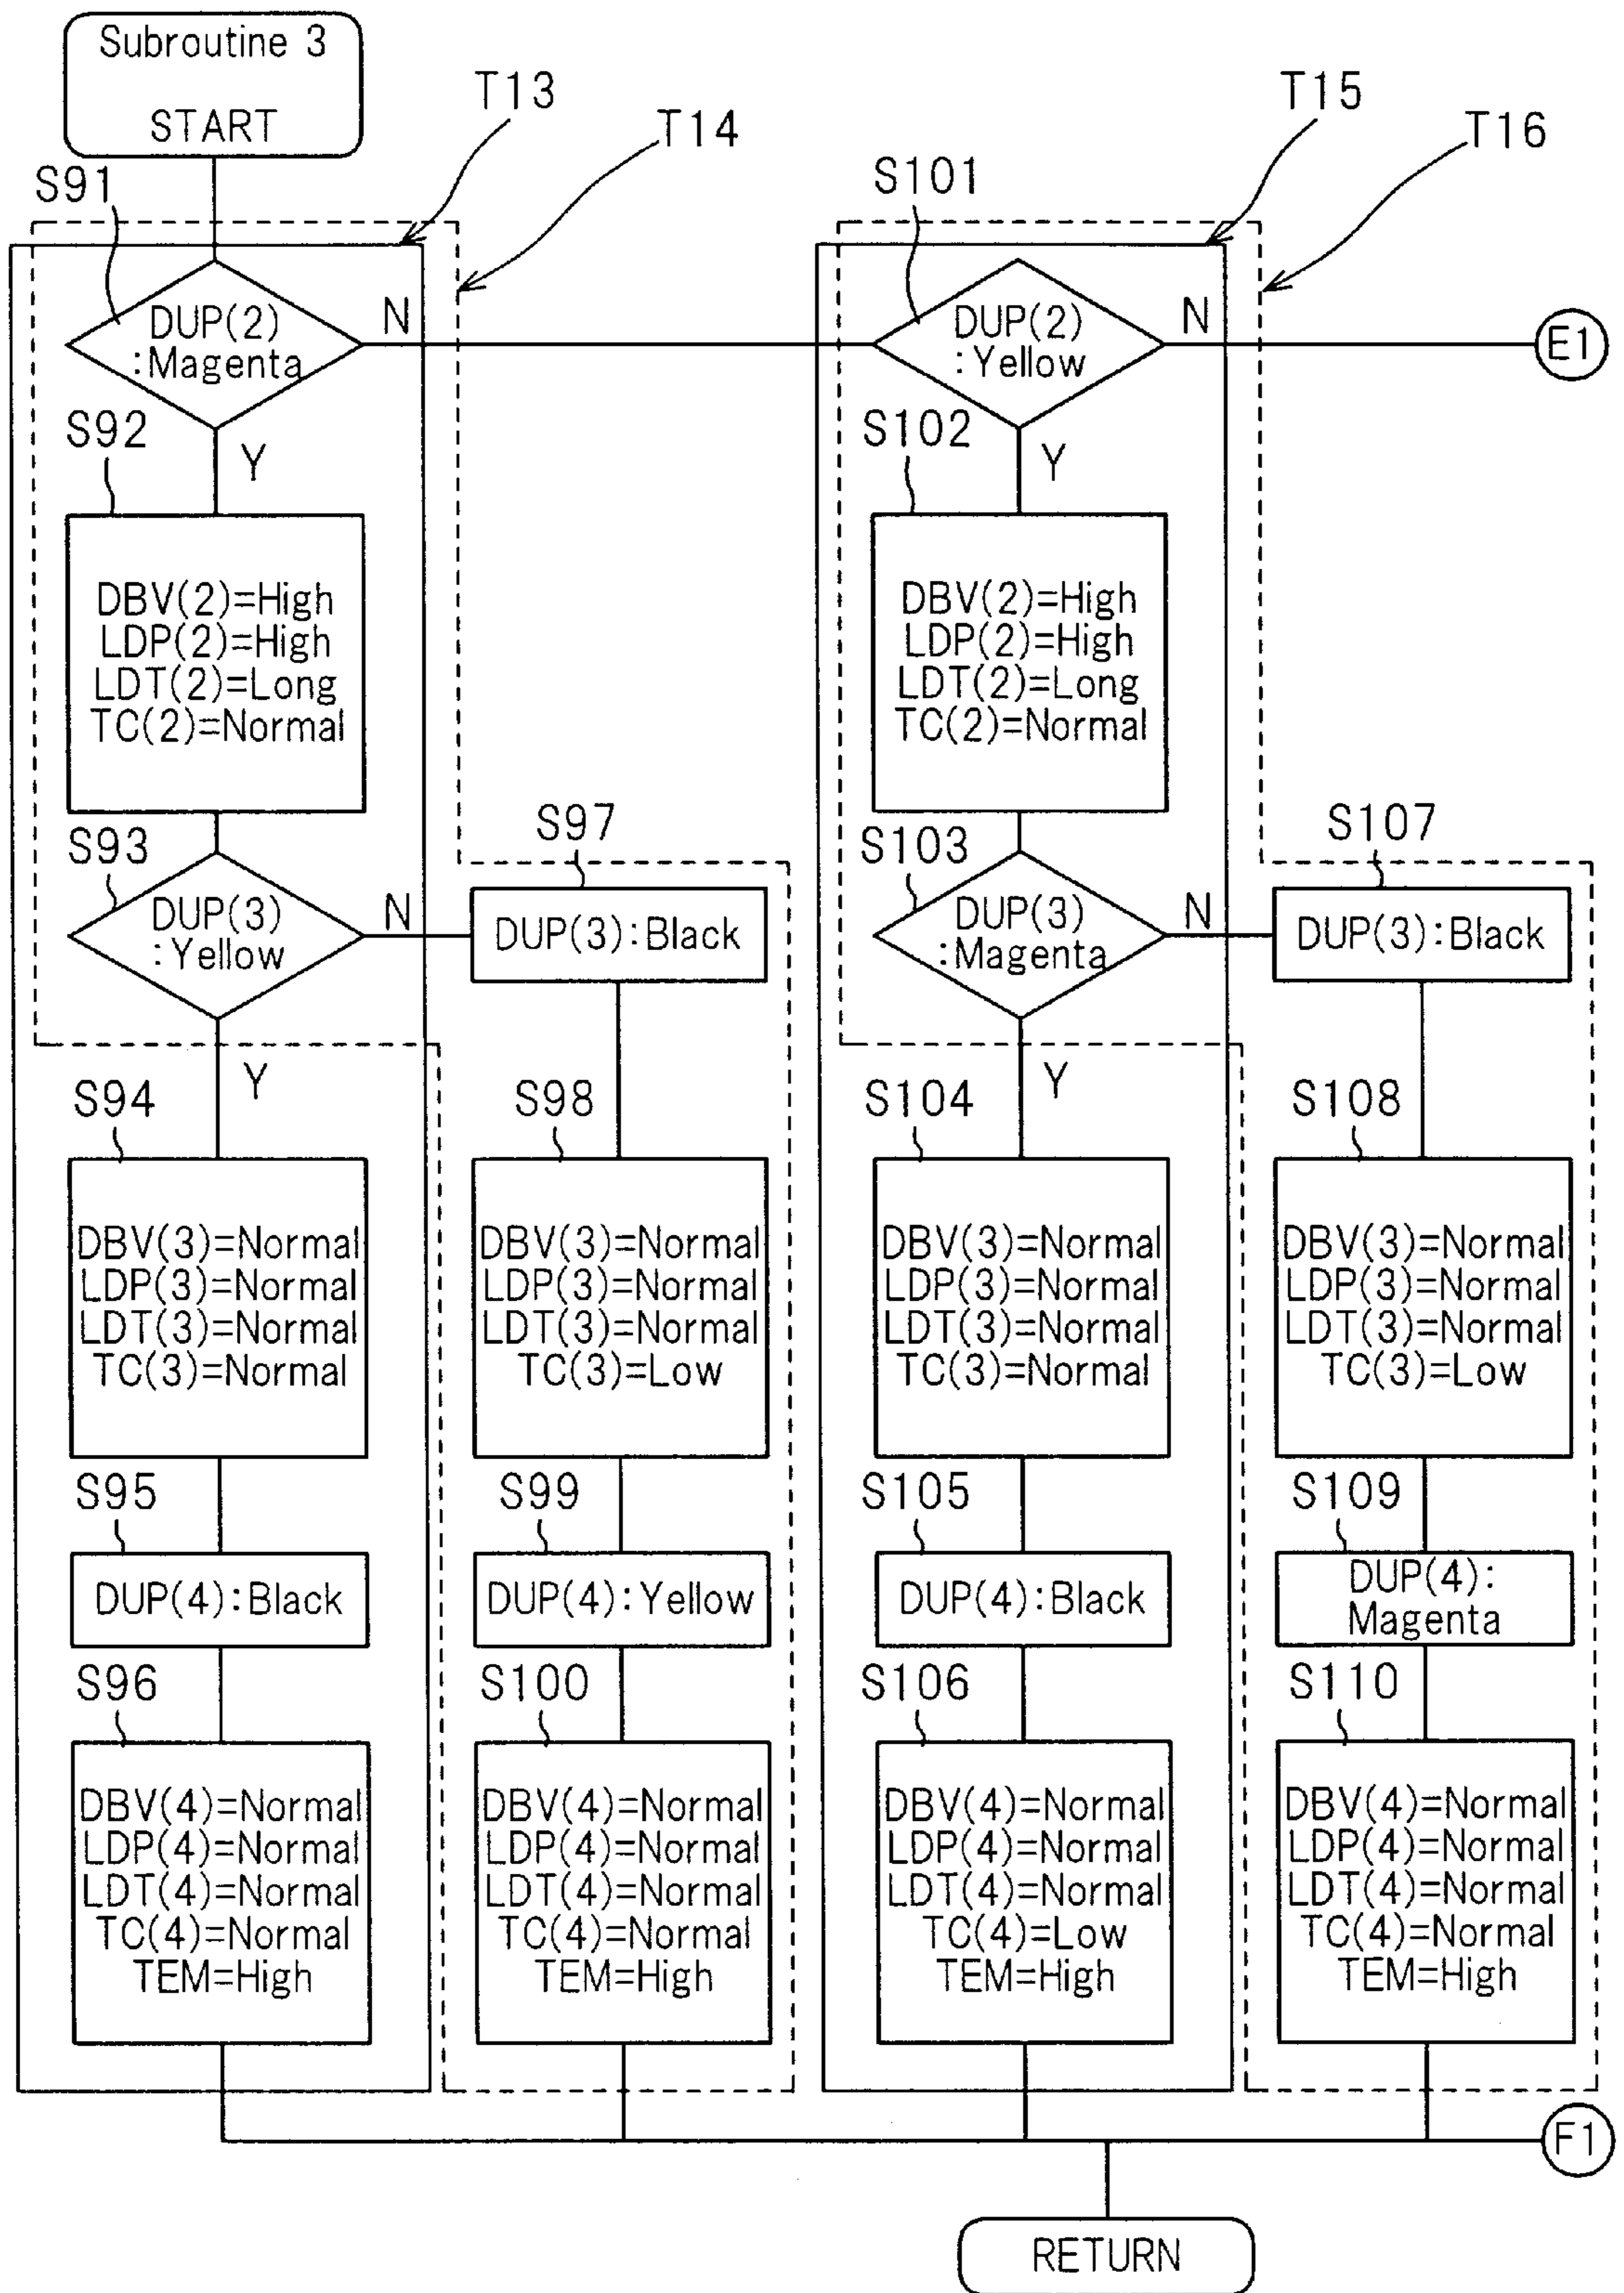 Subroutine 3
START
T13
T14
T15
T16
S91
DUP(2)
:Magenta
N
Y
S101
DUP(2)
:Yellow
N
Y
E1
S92
DBV(2)=High
LDP(2)=High
LDT(2)=Long
TC(2)=Normal
S102
DBV(2)=High
LDP(2)=High
LDT(2)=Long
TC(2)=Normal
S93
DUP(3)
:Yellow
N
Y
S97
DUP(3):Black
S103
DUP(3)
:Magenta
N
Y
S107
DUP(3):Black
S94
DBV(3)=Normal
LDP(3)=Normal
LDT(3)=Normal
TC(3)=Normal
S98
DBV(3)=Normal
LDP(3)=Normal
LDT(3)=Normal
TC(3)=Low
S104
DBV(3)=Normal
LDP(3)=Normal
LDT(3)=Normal
TC(3)=Normal
S108
DBV(3)=Normal
LDP(3)=Normal
LDT(3)=Normal
TC(3)=Low
S95
DUP(4):Black
S99
DUP(4):Yellow
S105
DUP(4):Black
S109
DUP(4):
Magenta
S96
DBV(4)=Normal
LDP(4)=Normal
LDT(4)=Normal
TC(4)=Normal
TEM=High
S100
DBV(4)=Normal
LDP(4)=Normal
LDT(4)=Normal
TC(4)=Normal
TEM=High
S106
DBV(4)=Normal
LDP(4)=Normal
LDT(4)=Normal
TC(4)=Low
TEM=High
S110
DBV(4)=Normal
LDP(4)=Normal
LDT(4)=Normal
TC(4)=Normal
TEM=High
F1
RETURN